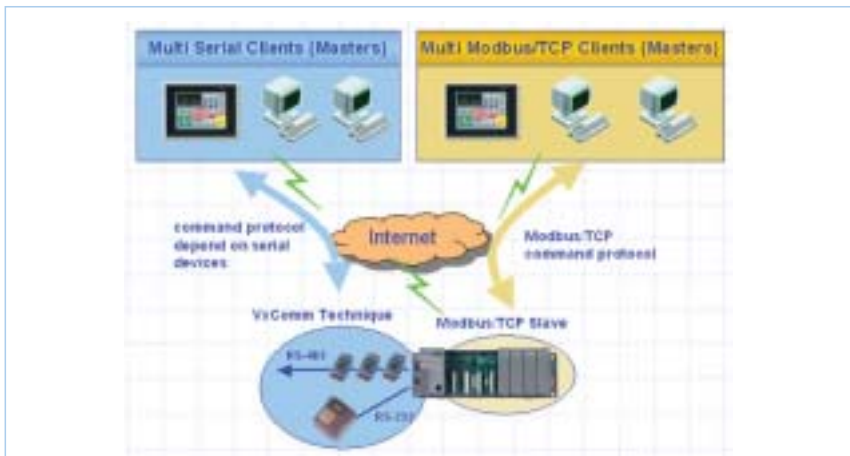 Multi Serial Clients (Masters)
Multi Modbus/TCP Clients (Masters)
command protocol
depend on serial
devices
Internet
Modbus/TCP
command protocol
VxComm Technique
Modbus/TCP Slave
RS-485
RS-232